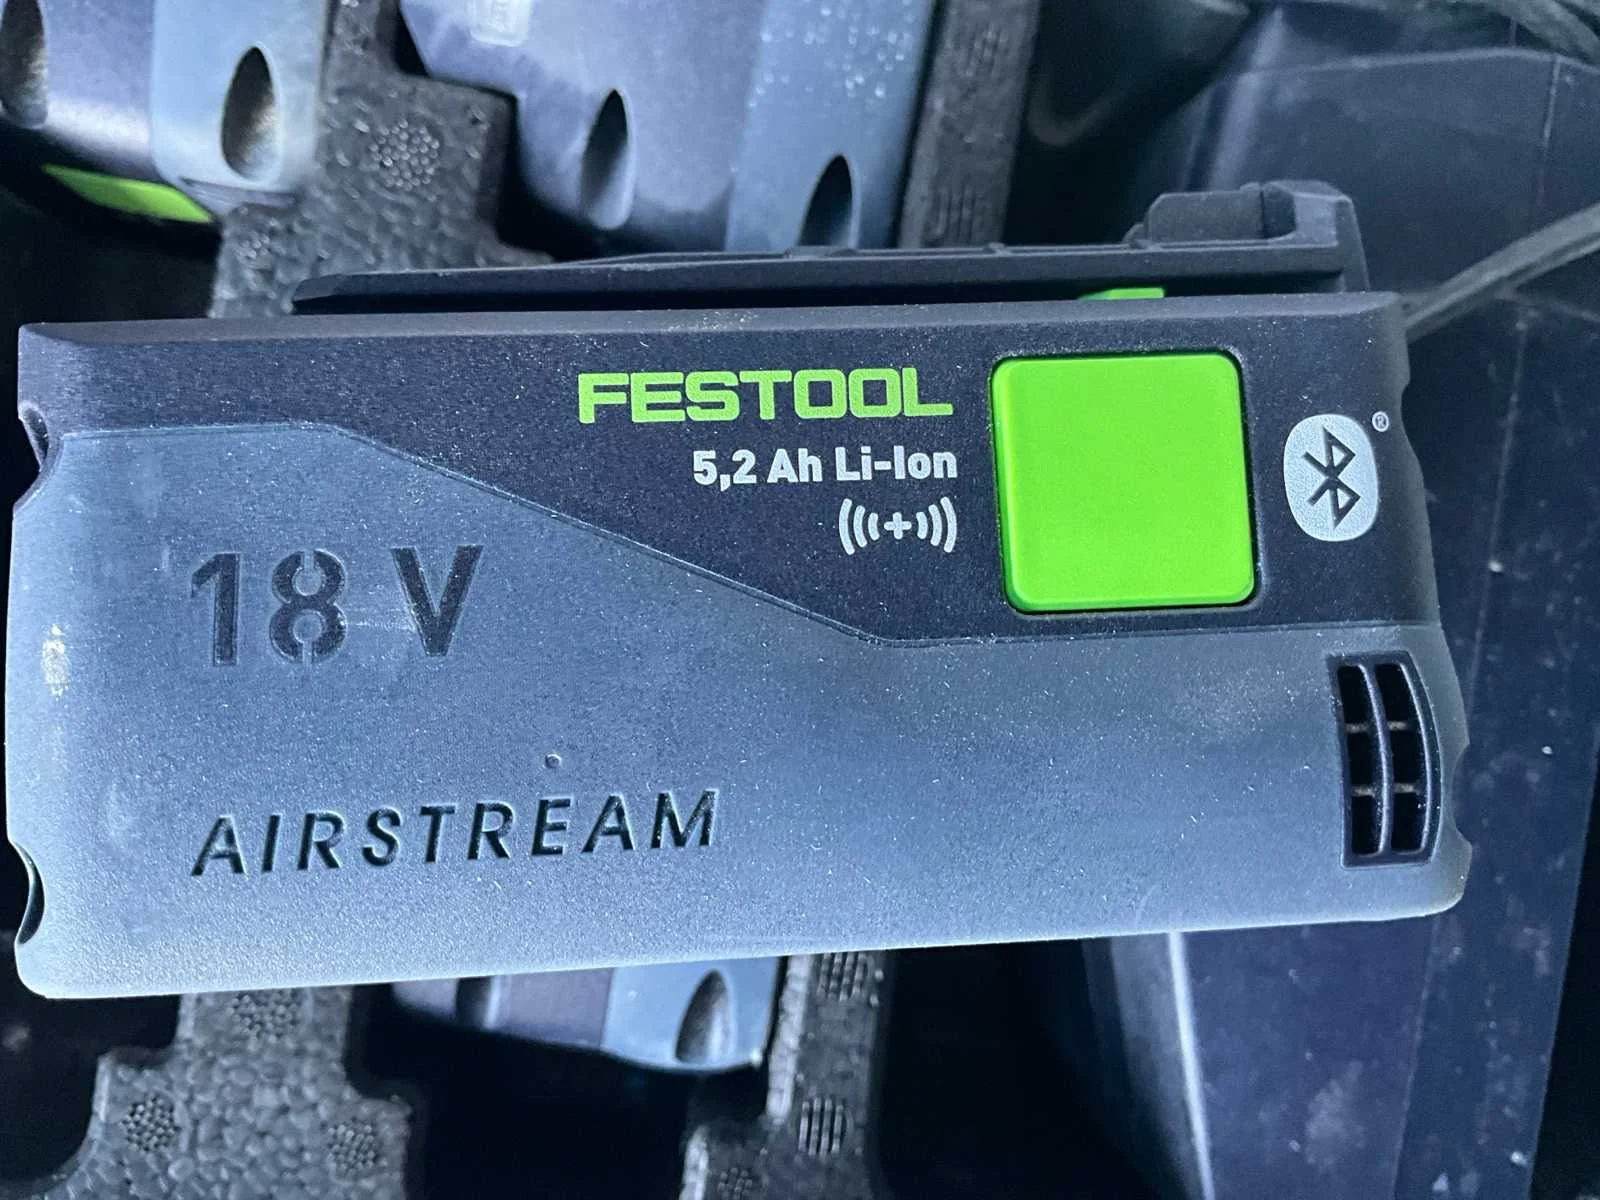 FESTOOL
5,2 Ah Li-Ion
®
18 V
AIRSTREAM